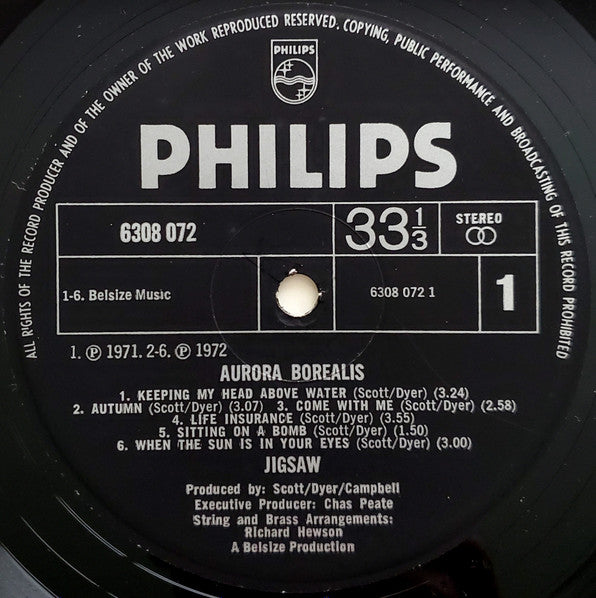 ALL RIGHTS OF THE RECORD PRODUCER AND OF THE OWNER OF THE WORK REPRODUCED RESERVED. COPYING, PUBLIC PERFORMANCE AND BROADCASTING OF THIS RECORD PROHIBITED
PHILIPS
PHILIPS
6308 072
33 1/3
STEREO
1-6. Belsize Music
6308 072 1
1
1. ℗ 1971. 2-6. ℗ 1972
AURORA BOREALIS
1. KEEPING MY HEAD ABOVE WATER (Scott/Dyer) (3.24)
2. AUTUMN (Scott/Dyer) (3.07) 3. COME WITH ME (Scott/Dyer) (2.58)
4. LIFE INSURANCE (Scott/Dyer) (3.55)
5. SITTING ON A BOMB (Scott/Dyer) (1.50)
6. WHEN THE SUN IS IN YOUR EYES (Scott/Dyer) (3.00)
JIGSAW
Produced by: Scott/Dyer/Campbell
Executive Producer: Chas Peate
String and Brass Arrangements:
Richard Hewson
A Belsize Production